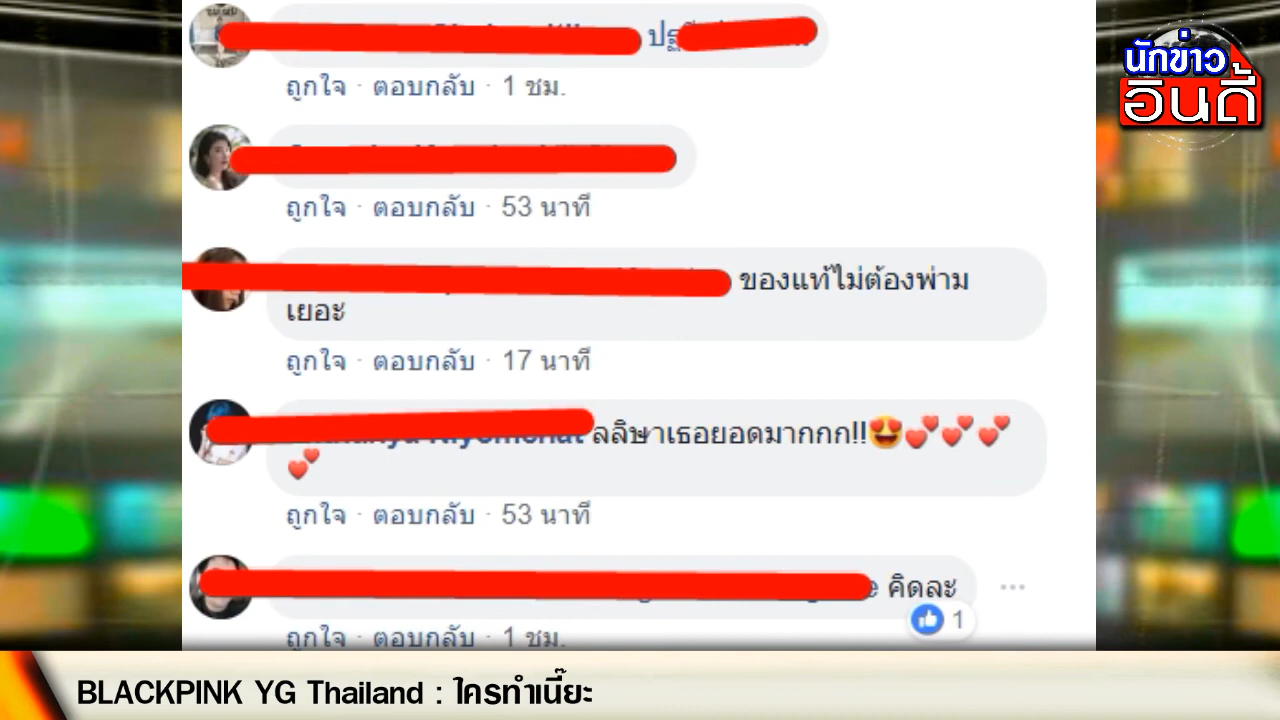 นักข่าว
อินดี้
ถูกใจ · ตอบกลับ · 1 ชม.
ถูกใจ · ตอบกลับ · 53 นาที
ของแท้ไม่ต้องพ่าม
เยอะ
ถูกใจ · ตอบกลับ · 17 นาที
ลลิษาเธอยอดมากกก!!😍💕💕💕
💕
ถูกใจ · ตอบกลับ · 53 นาที
คิดละ
1
ถูกใจ · ตอบกลับ · 1 ชม.
BLACKPINK YG Thailand : ใครทำเนี๊ยะ